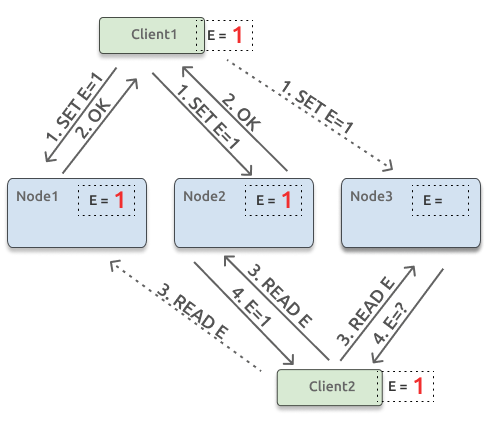 Client1 E = 1
1. SET E=1
2. OK
1. SET E=1
2. OK
1. SET E=1
Node1 E = 1
Node2 E = 1
Node3 E =
3. READ E
4. E=1
3. READ E
3. READ E
4. E=?
Client2 E = 1